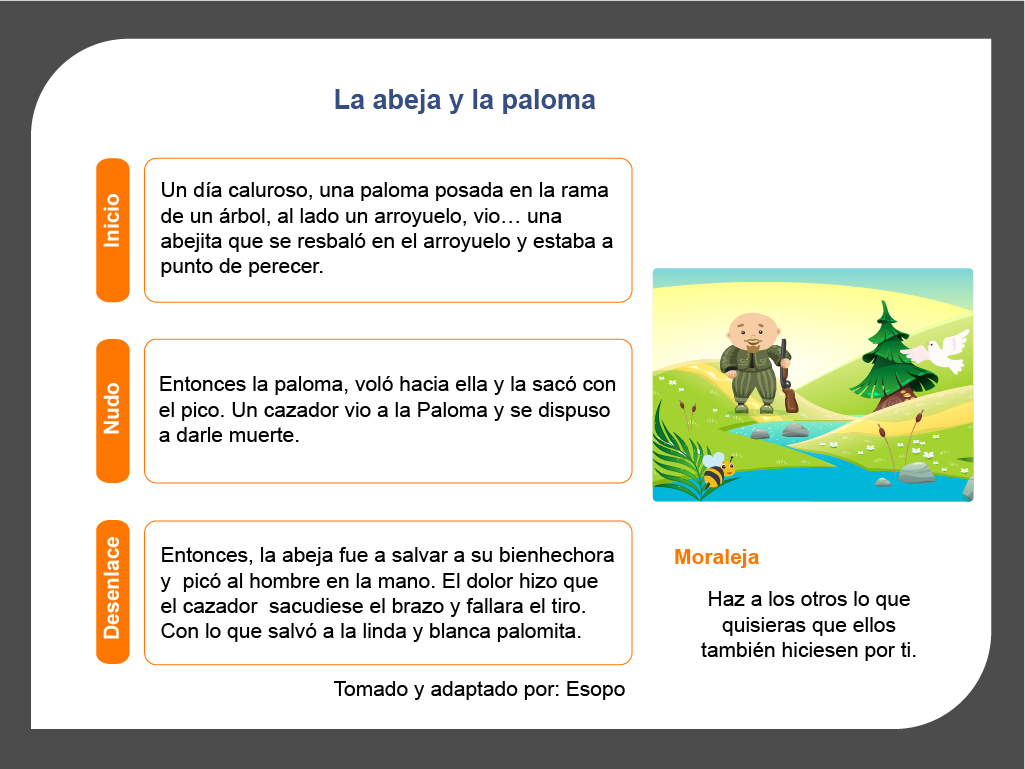 La abeja y la paloma
Inicio
Un día caluroso, una paloma posada en la rama
de un árbol, al lado un arroyuelo, vio… una
abejita que se resbaló en el arroyuelo y estaba a
punto de perecer.
Nudo
Entonces la paloma, voló hacia ella y la sacó con
el pico. Un cazador vio a la Paloma y se dispuso
a darle muerte.
Desenlace
Entonces, la abeja fue a salvar a su bienhechora
y  picó al hombre en la mano. El dolor hizo que
el cazador  sacudiese el brazo y fallara el tiro.
Con lo que salvó a la linda y blanca palomita.
Moraleja
Haz a los otros lo que
quisieras que ellos
también hiciesen por ti.
Tomado y adaptado por: Esopo